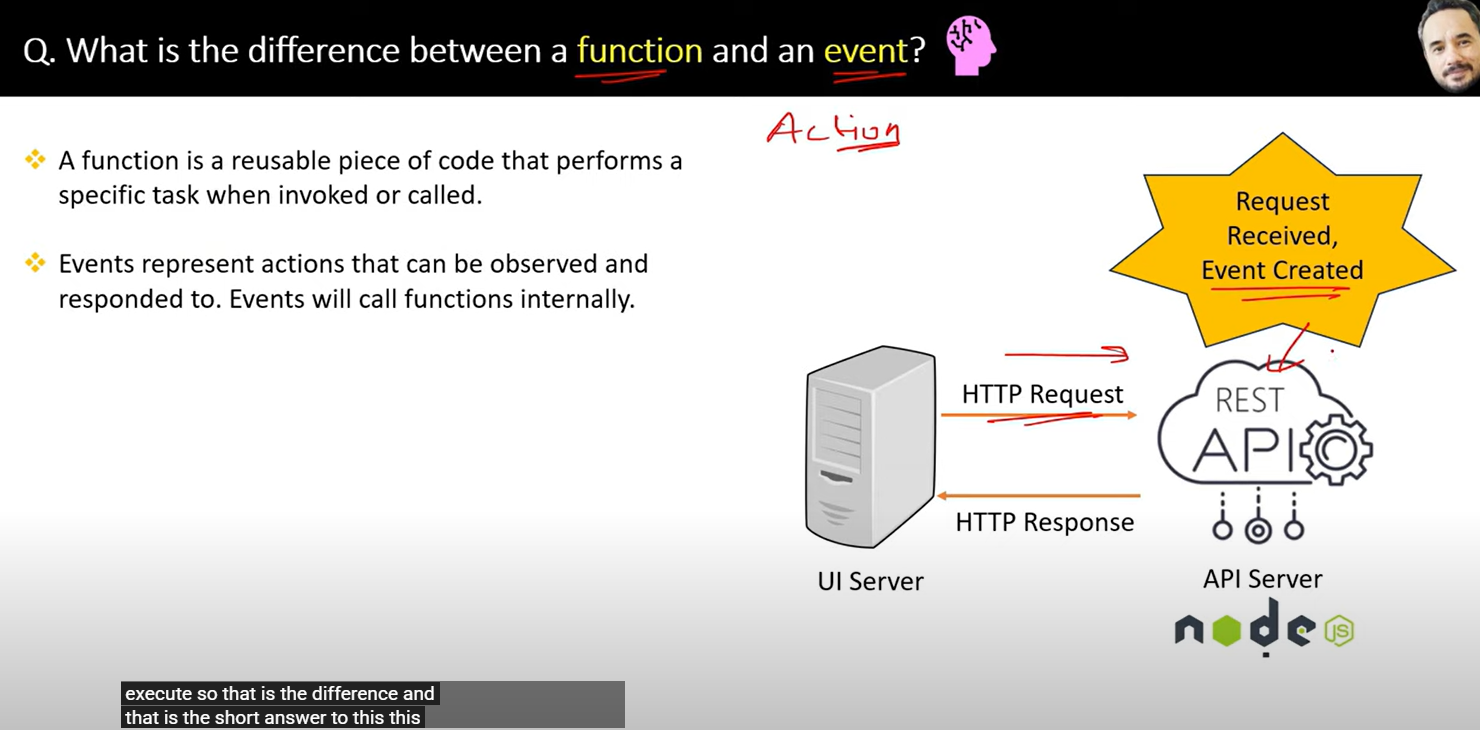 Q. What is the difference between a function and an event?
Action
❖ A function is a reusable piece of code that performs a
specific task when invoked or called.
❖ Events represent actions that can be observed and
responded to. Events will call functions internally.
Request
Received,
Event Created
HTTP Request
REST
API
HTTP Response
UI Server
API Server
node
JS
execute so that is the difference and
that is the short answer to this this